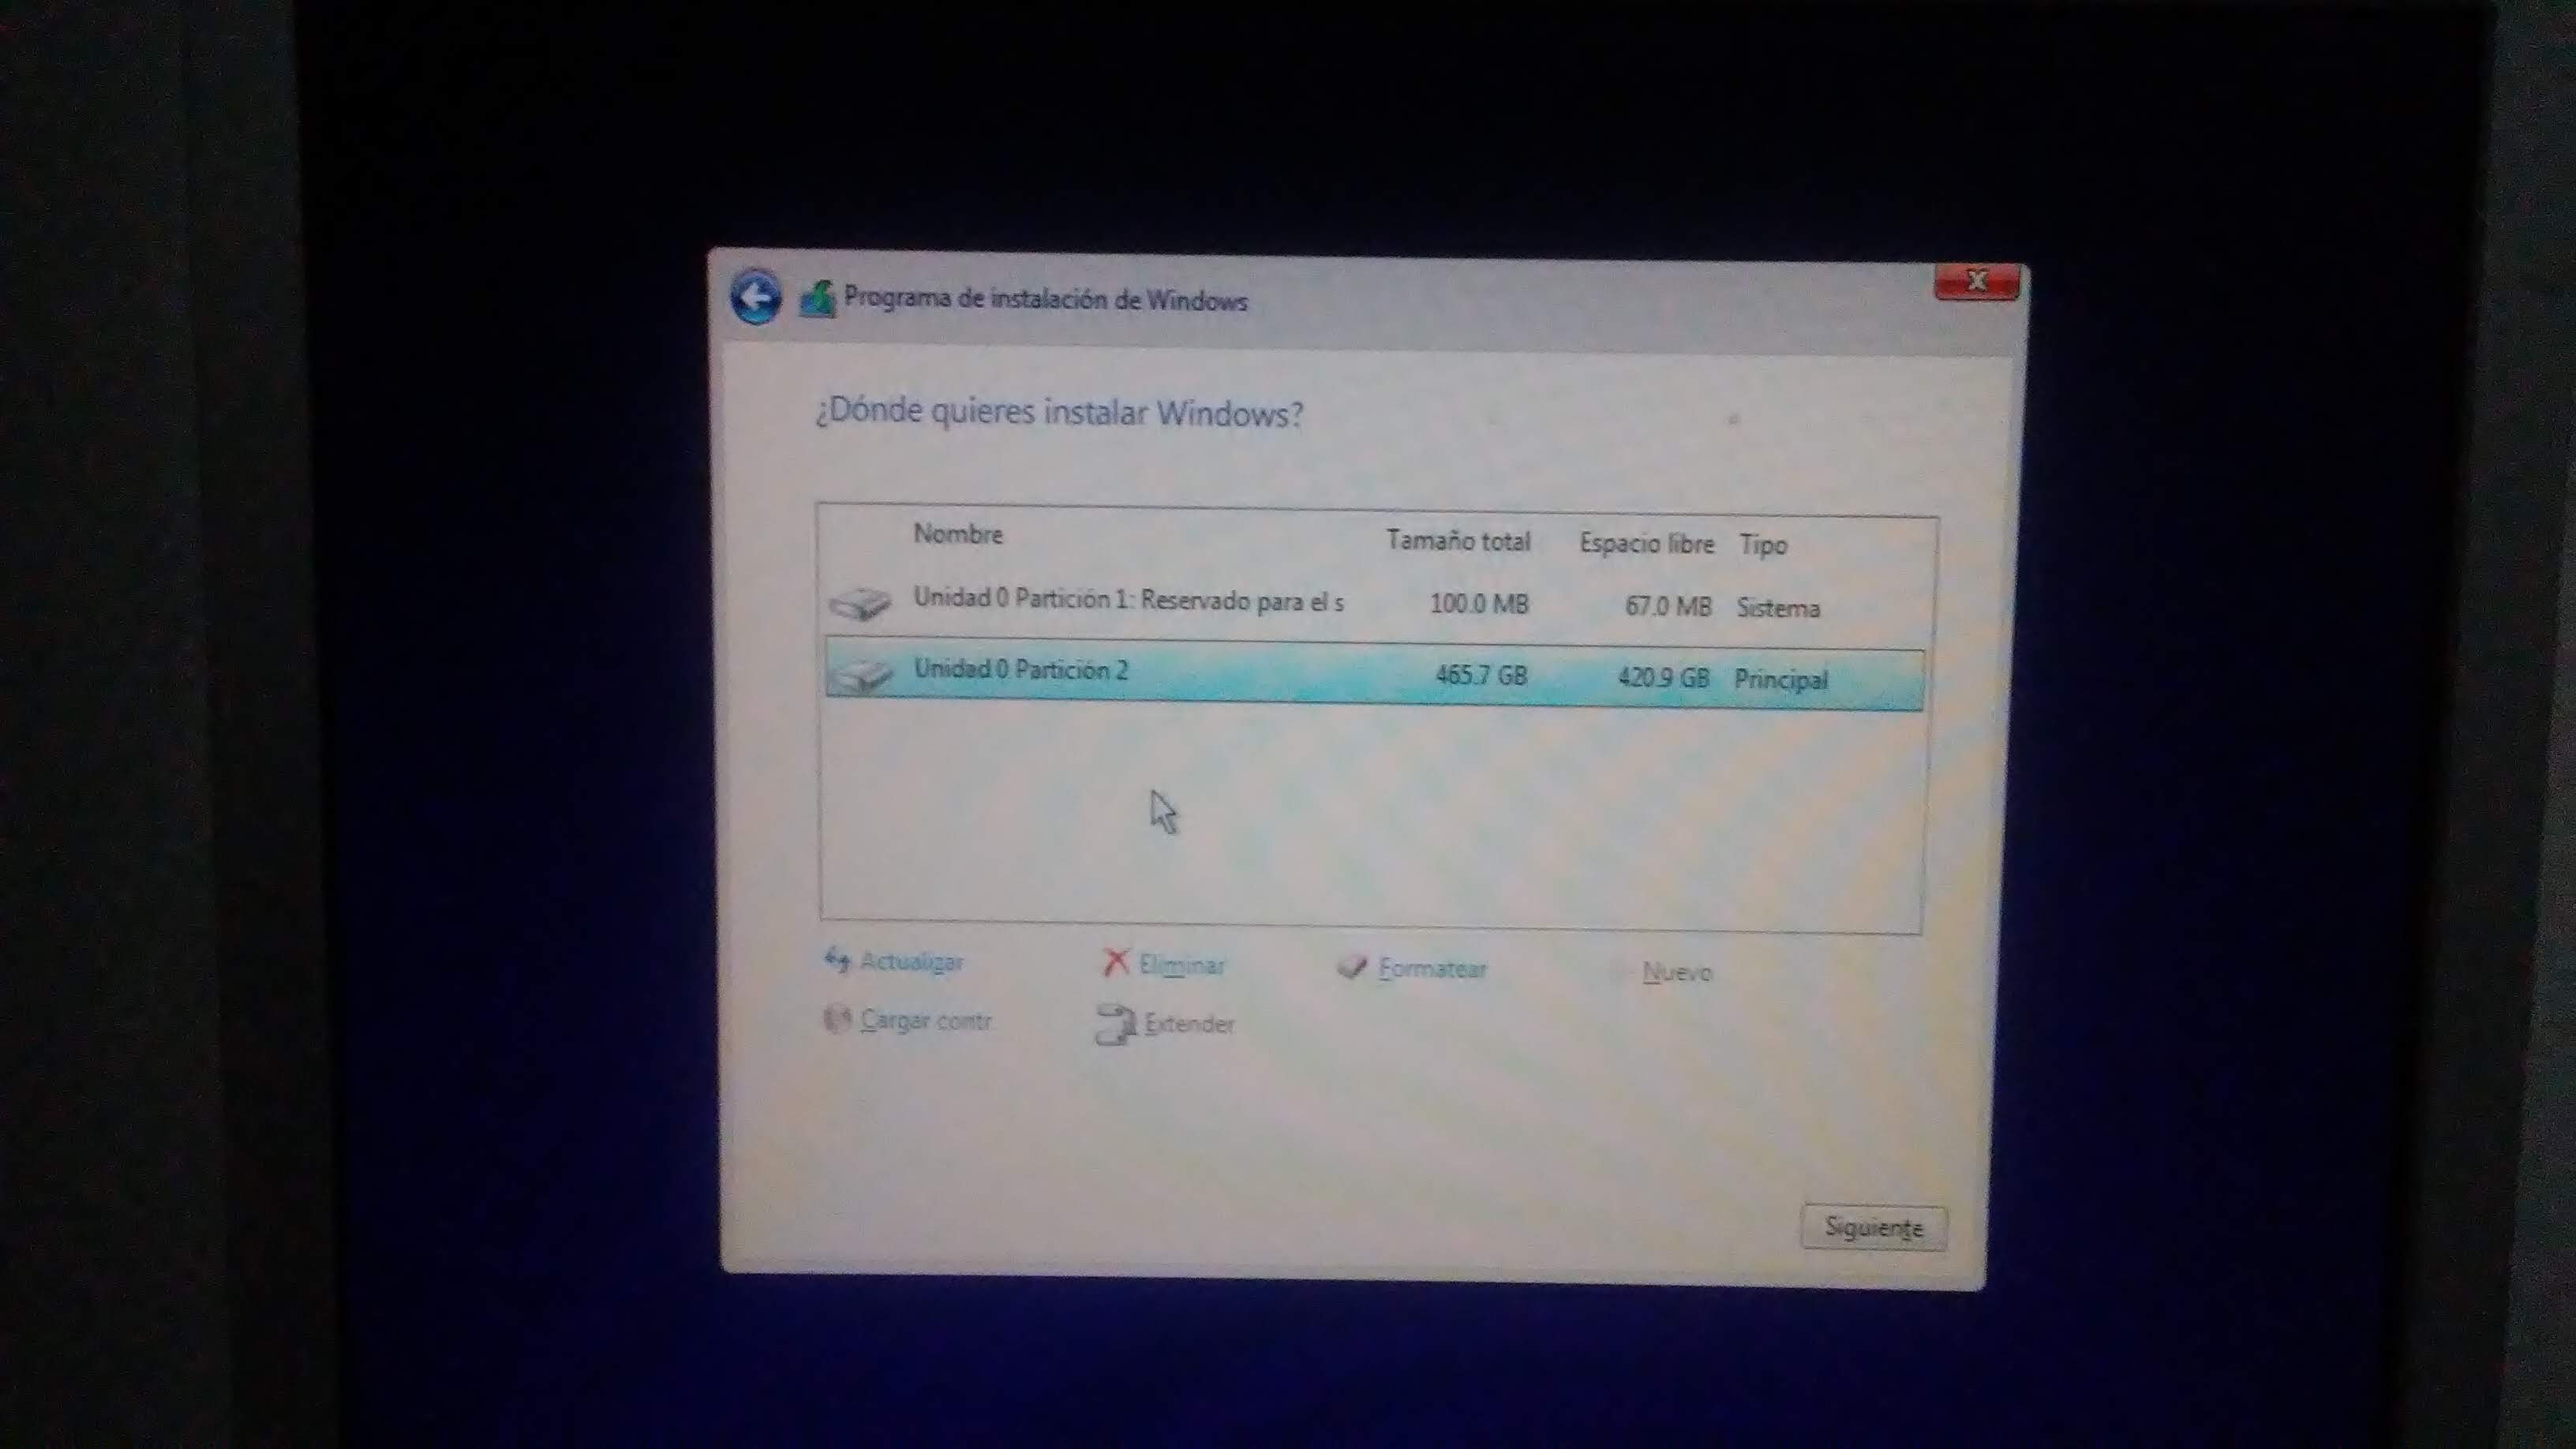 Programa de instalación de Windows
¿Dónde quieres instalar Windows?
Nombre Tamaño total Espacio libre Tipo
Unidad 0 Partición 1: Reservado para el s 100.0 MB 67.0 MB Sistema
Unidad 0 Partición 2 465.7 GB 420.9 GB Principal
Actualizar Eliminar Formatear Nuevo
Cargar contr. Extender
Siguiente